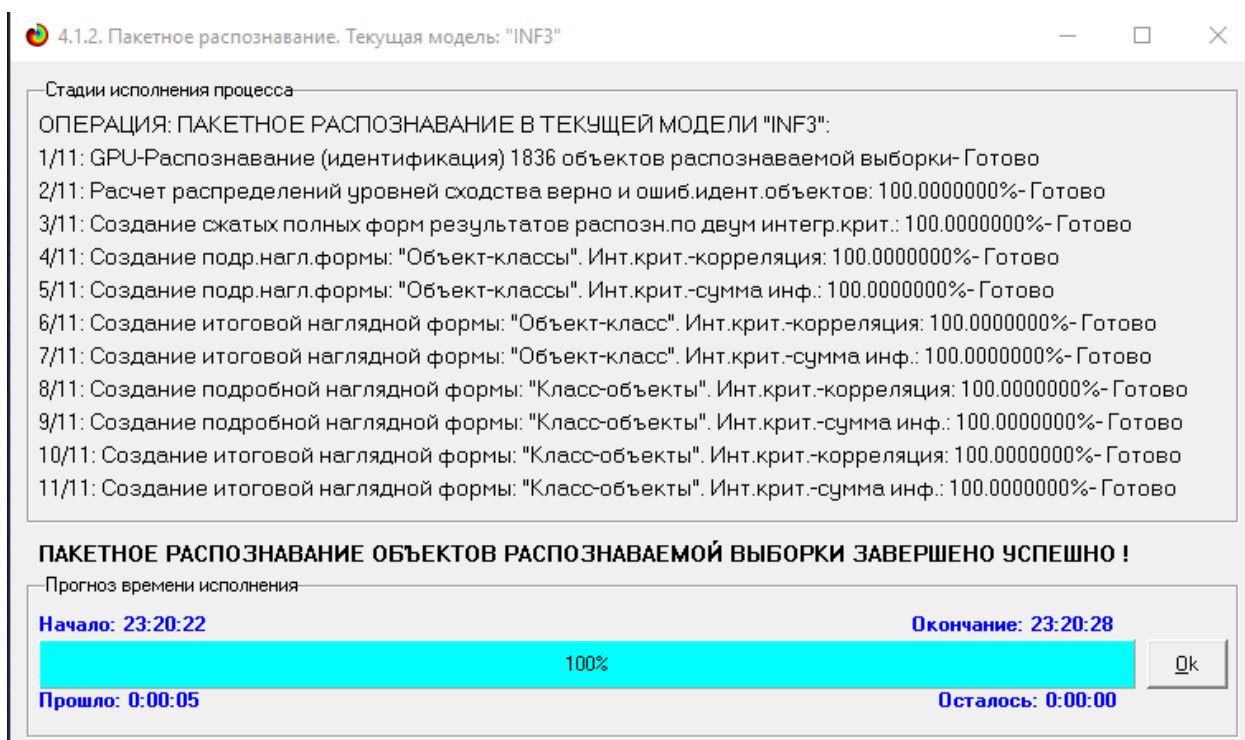 4.1.2. Пакетное распознавание. Текущая модель: "INF3"
Стадии исполнения процесса
ОПЕРАЦИЯ: ПАКЕТНОЕ РАСПОЗНАВАНИЕ В ТЕКУЩЕЙ МОДЕЛИ "INF3":
1/11: GPU-Распознавание (идентификация) 1836 объектов распознаваемой выборки- Готово
2/11: Расчет распределений уровней сходства верно и ошиб.идент.объектов: 100.0000000%- Готово
3/11: Создание сжатых полных форм результатов распозн.по двум интегр.крит.: 100.0000000%- Готово
4/11: Создание подр.нагл.формы: "Объект-классы". Инт.крит.-корреляция: 100.0000000%- Готово
5/11: Создание подр.нагл.формы: "Объект-классы". Инт.крит.-сумма инф.: 100.0000000%- Готово
6/11: Создание итоговой наглядной формы: "Объект-класс". Инт.крит.-корреляция: 100.0000000%- Готово
7/11: Создание итоговой наглядной формы: "Объект-класс". Инт.крит.-сумма инф.: 100.0000000%- Готово
8/11: Создание подробной наглядной формы: "Класс-объекты". Инт.крит.-корреляция: 100.0000000%- Готово
9/11: Создание подробной наглядной формы: "Класс-объекты". Инт.крит.-сумма инф.: 100.0000000%- Готово
10/11: Создание итоговой наглядной формы: "Класс-объекты". Инт.крит.-корреляция: 100.0000000%- Готово
11/11: Создание итоговой наглядной формы: "Класс-объекты". Инт.крит.-сумма инф.: 100.0000000%- Готово
ПАКЕТНОЕ РАСПОЗНАВАНИЕ ОБЪЕКТОВ РАСПОЗНАВАЕМОЙ ВЫБОРКИ ЗАВЕРШЕНО УСПЕШНО !
Прогноз времени исполнения
Начало: 23:20:22 Окончание: 23:20:28
100% Ok
Прошло: 0:00:05 Осталось: 0:00:00